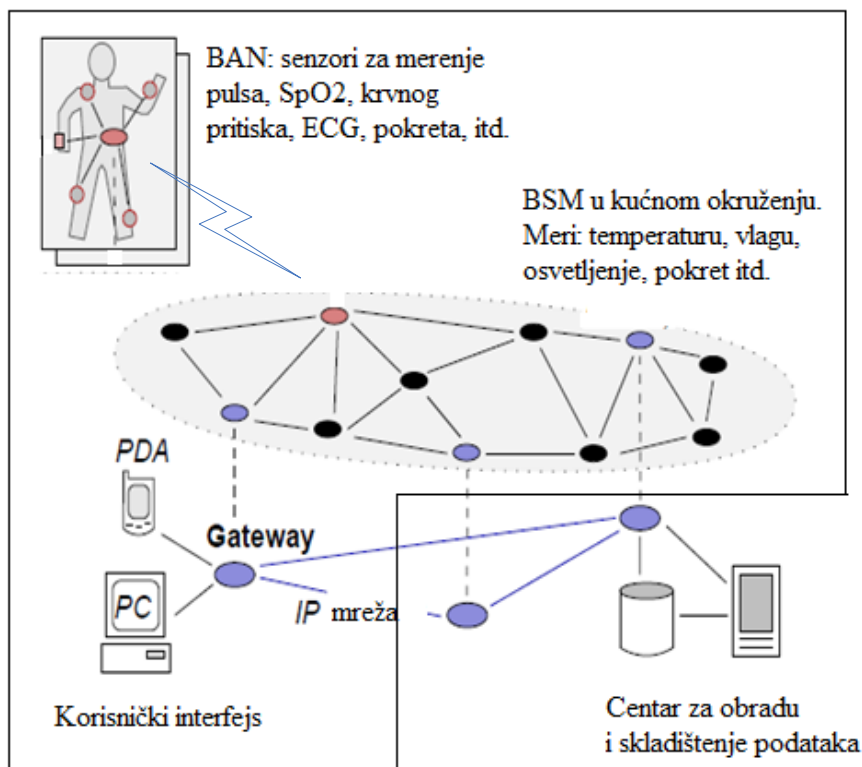 BAN: senzori za merenje
pulsa, SpO2, krvnog
pritiska, ECG, pokreta, itd.
BSM u kućnom okruženju.
Meri: temperaturu, vlagu,
osvetljenje, pokret itd.
PDA
Gateway
PC
IP mreža
Korisnički interfejs
Centar za obradu
i skladištenje podataka